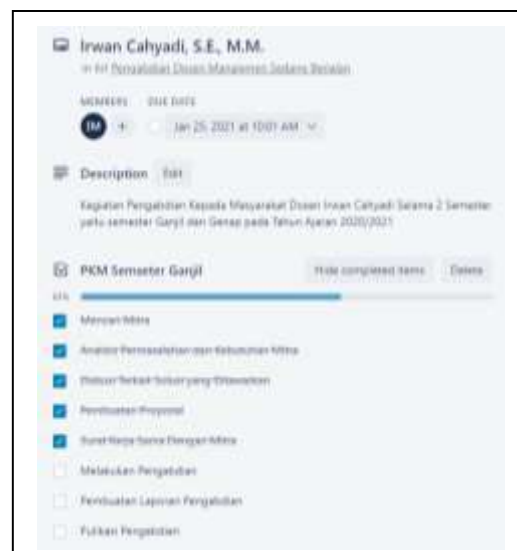 Irwan Cahyadi, S.E., M.M.
in list Pengabdian Dosen Manajemen Sedang Berjalan
MEMBERS DUE DATE
IM + Jan 25, 2021 at 10:01 AM
Description Edit
Kegiatan Pengabdian Kepada Masyarakat Dosen Irwan Cahyadi Selama 2 Semester
yaitu semester Ganjil dan Genap pada Tahun Ajaran 2020/2021
PKM Semseter Ganjil Hide completed items Delete
Mencari Mitra
Analisis Permasalahan dan Kebutuhan Mitra
Diskusi Terkait Solusi yang Ditawarkan
Pembuatan Proposal
Surat Kerja Sama Dengan Mitra
Melakukan Pengabdian
Pembuatan Laporan Pengabdian
Pengabdian